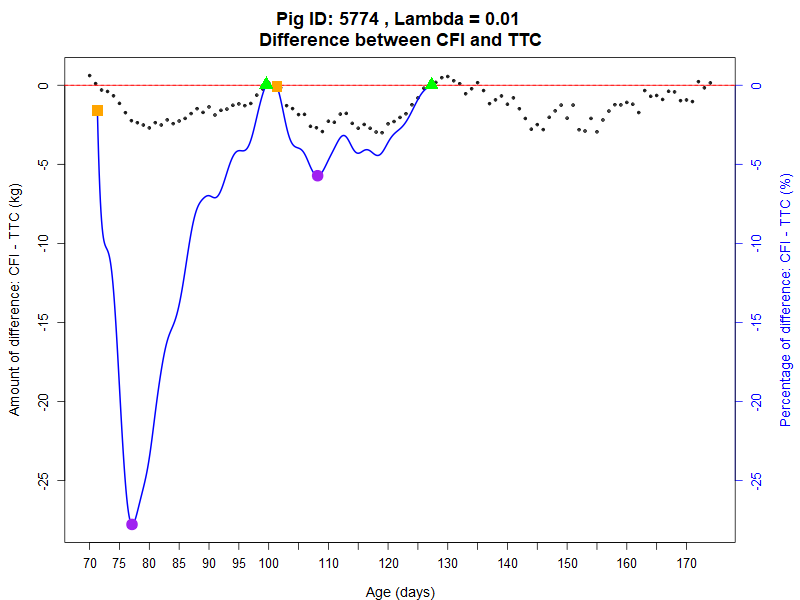 Pig ID: 5774 , Lambda = 0.01
Difference between CFI and TTC
Amount of difference: CFI - TTC (kg)
0
-5
-10
-15
-20
-25
0
-5
-10
-15
-20
-25
Percentage of difference: CFI - TTC (%)
70 75 80 85 90 95 100 110 120 130 140 150 160 170
Age (days)